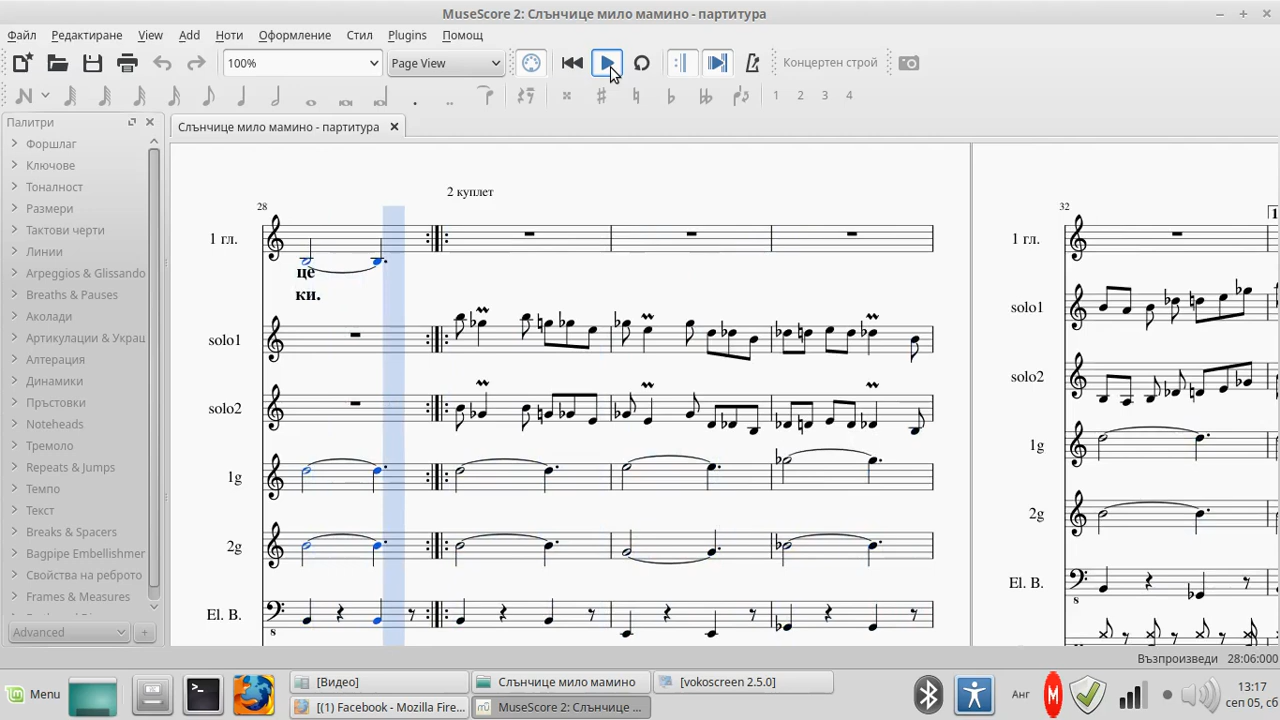 MuseScore 2: Слънчице мило мамино - партитура
Файл Редактиране View Add Ноти Оформление Стил Plugins Помощ
100% Page View Концертен строй
1 2 3 4
Палитри
Слънчице мило мамино - партитура
Форшлаг
Ключове
Тоналност
Размери
Тактови черти
Линии
Arpeggios & Glissando
Breaths & Pauses
Аколади
Артикулации & Украш
Алтерация
Динамики
Пръстовки
Noteheads
Тремоло
Repeats & Jumps
Темпо
Текст
Breaks & Spacers
Bagpipe Embellishmer
Свойства на реброто
Frames & Measures
Advanced +
2 куплет
28
1 гл.
це
ки.
solo1
solo2
1g
2g
El. B.
8
32
1
1 гл.
solo1
solo2
1g
2g
El. B.
8
Възпроизведи 28:06:000
Menu
[Видео]
Слънчице мило мамино
[vokoscreen 2.5.0]
[(1) Facebook - Mozilla Fire...
MuseScore 2: Слънчице ...
Анг
M
13:17
сеп 05, сб